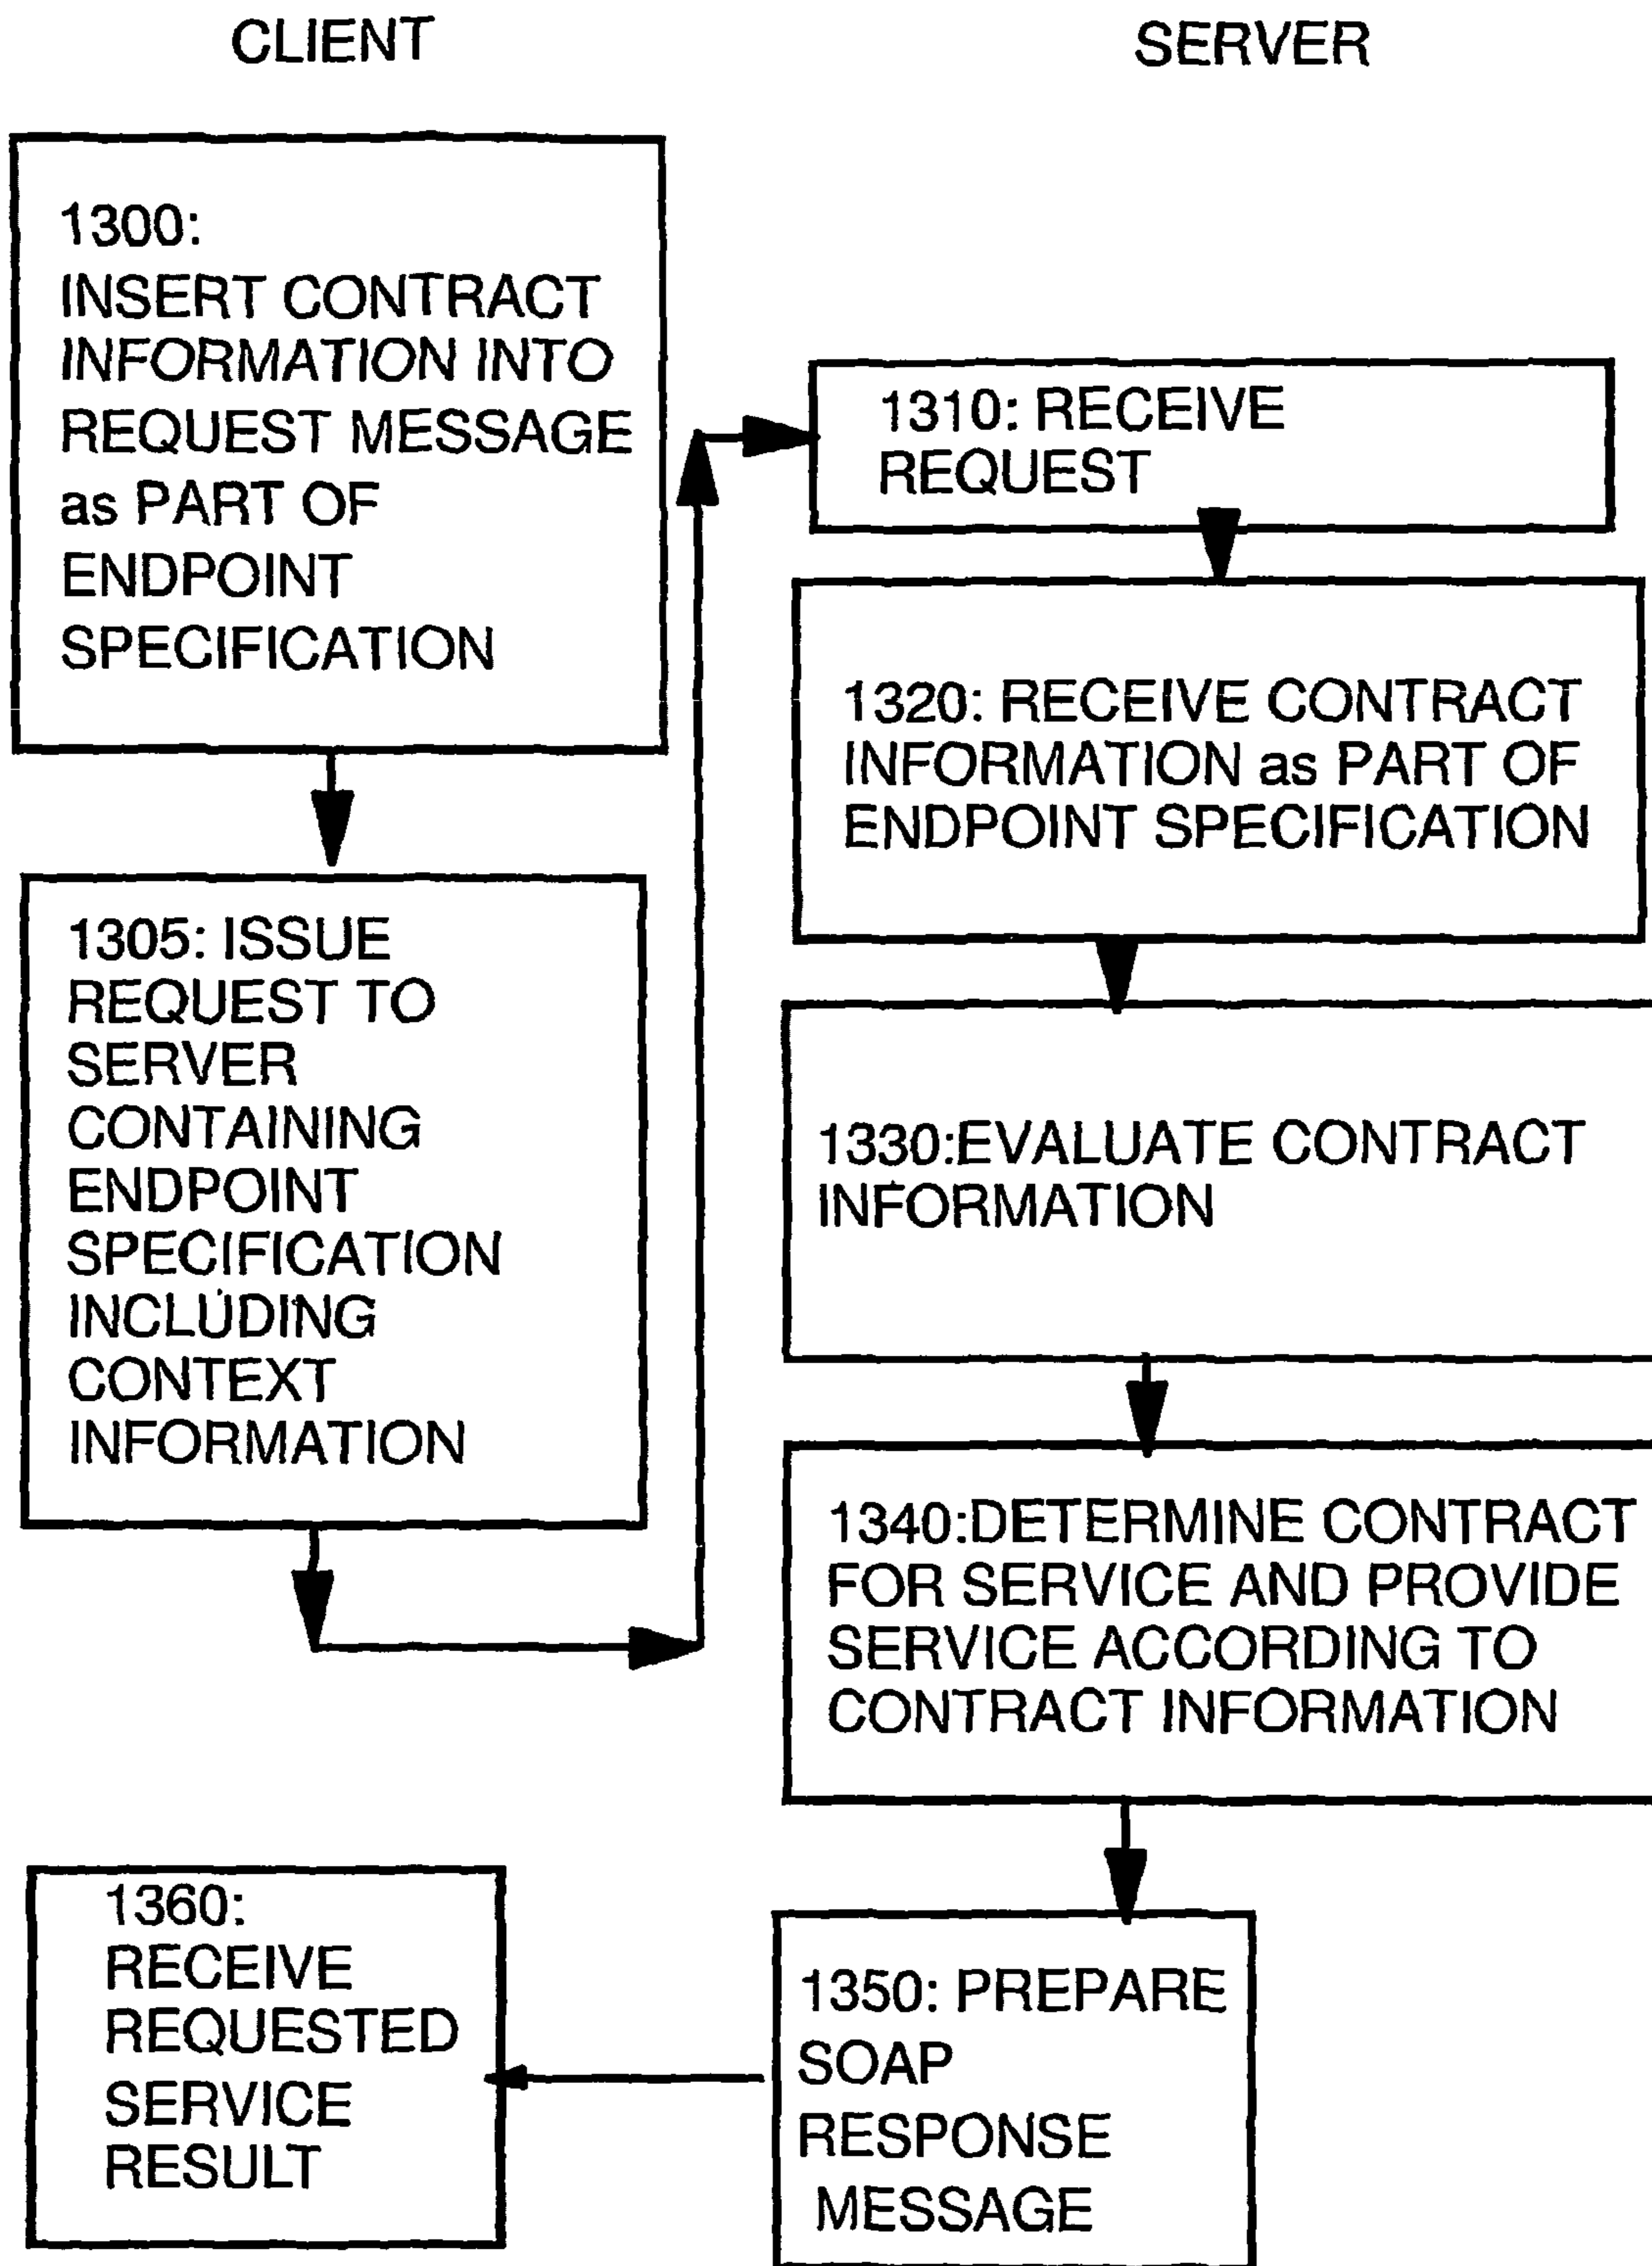 CLIENT
SERVER
1300:
INSERT CONTRACT
INFORMATION INTO
REQUEST MESSAGE
as PART OF
ENDPOINT
SPECIFICATION
1305: ISSUE
REQUEST TO
SERVER
CONTAINING
ENDPOINT
SPECIFICATION
INCLUDING
CONTEXT
INFORMATION
1310: RECEIVE
REQUEST
1320: RECEIVE CONTRACT
INFORMATION as PART OF
ENDPOINT SPECIFICATION
1330:EVALUATE CONTRACT
INFORMATION
1340:DETERMINE CONTRACT
FOR SERVICE AND PROVIDE
SERVICE ACCORDING TO
CONTRACT INFORMATION
1350: PREPARE
SOAP
RESPONSE
MESSAGE
1360:
RECEIVE
REQUESTED
SERVICE
RESULT